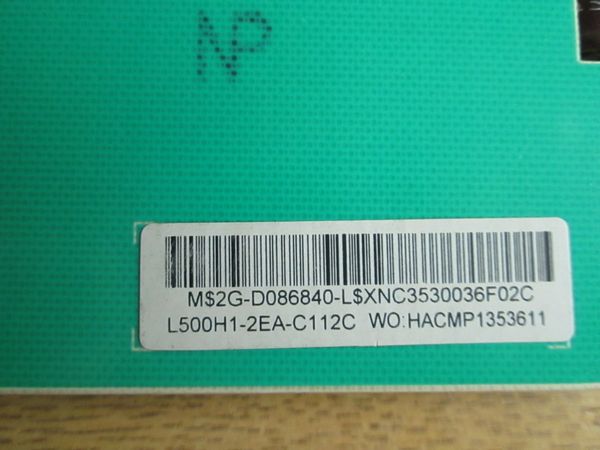 NP
M$2G-D086840-L$XNC3530036F02C
L500H1-2EA-C112C WO:HACMP1353611